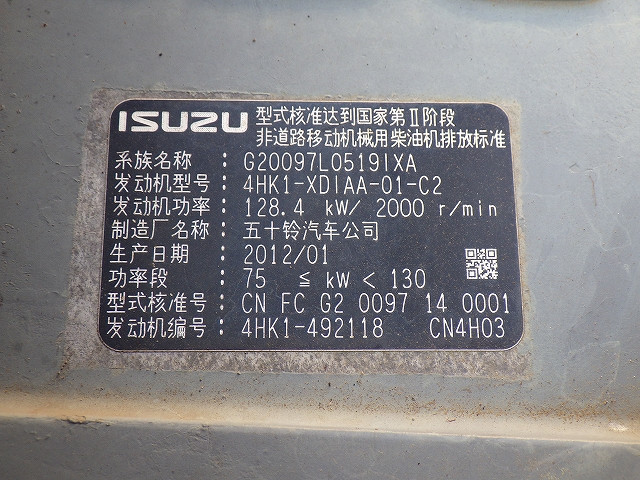 ISUZU 型式核准达到国家第Ⅱ阶段
非道路移动机械用柴油机排放标准
系族名称 : G20097L0519IXA
发动机型号: 4HK1-XDIAA-01-C2
发动机功率: 128.4 kW/ 2000 r/min
制造厂名称: 五十铃汽车公司
生产日期 : 2012/01
功率段 : 75 ≦ kW < 130
型式核准号: CN FC G2 0097 14 0001
发动机编号: 4HK1-492118 CN4H03